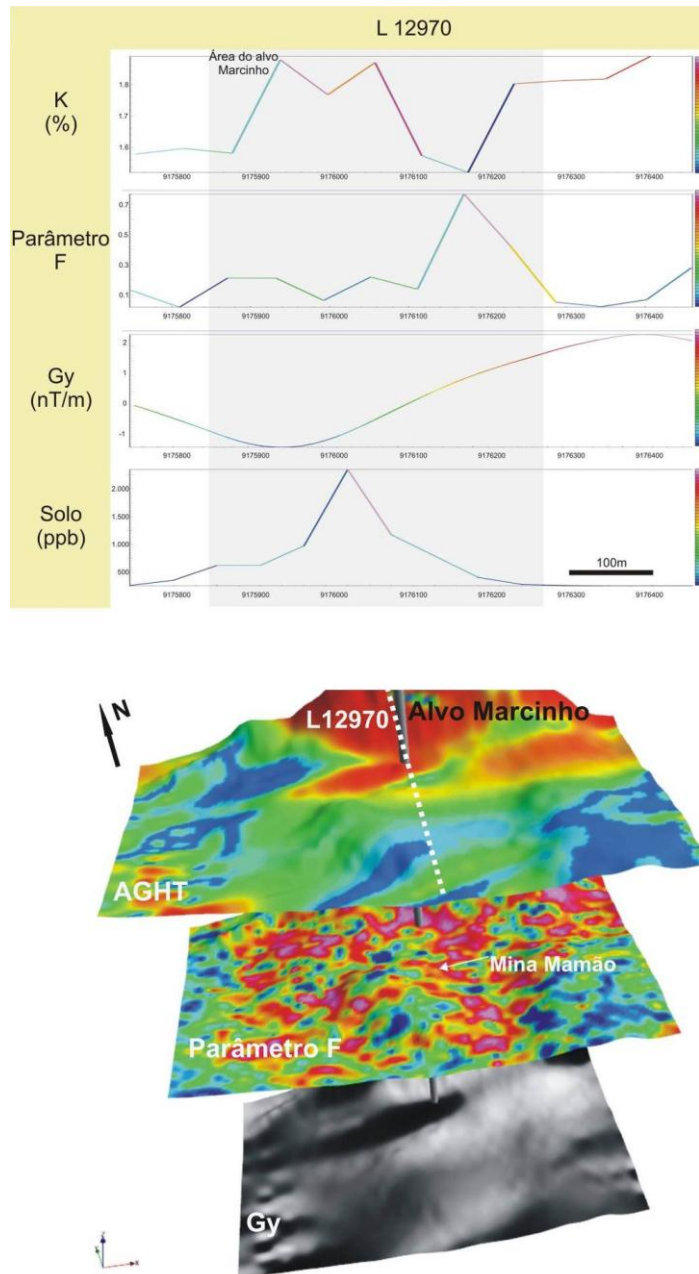 L 12970
K
(%)
Área do alvo
Marcinho
1.8
1.6
9175800 9175900 9176000 9176100 9176200 9176300 9176400
Parâmetro
F
0.7
0.5
0.3
0.1
9175800 9175900 9176000 9176100 9176200 9176300 9176400
Gy
(nT/m)
2
1
0
-1
9175800 9175900 9176000 9176100 9176200 9176300 9176400
Solo
(ppb)
2.000
1.500
1.000
500
100m
9175800 9175900 9176000 9176100 9176200 9176300 9176400
N
L12970
Alvo Marcinho
AGHT
Mina Mamão
Parâmetro F
Gy